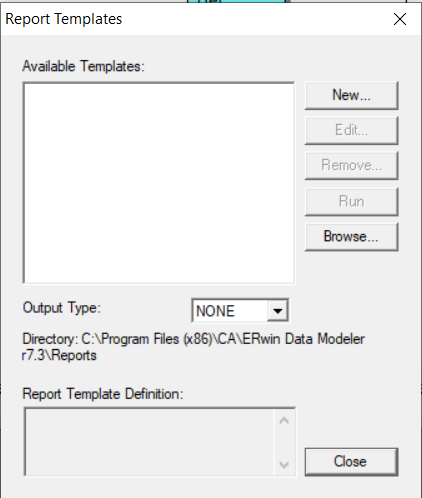 Report Templates
Available Templates:
New...
Edit...
Remove...
Run
Browse...
Output Type:
NONE
Directory: C:\Program Files (x86)\CA\ERwin Data Modeler
r7.3\Reports
Report Template Definition:
Close